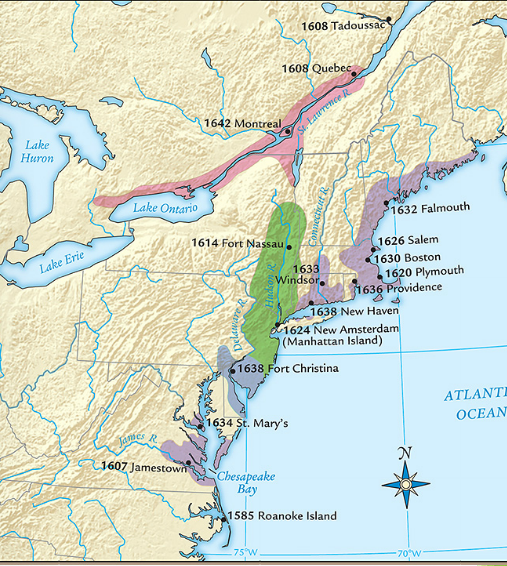 1608 Tadoussac
1608 Quebec
St. Lawrence R.
1642 Montreal
Lake
Huron
Lake Ontario
Lake Erie
1632 Falmouth
Connecticut R.
1614 Fort Nassau
1626 Salem
1630 Boston
1620 Plymouth
1633
Windsor
1636 Providence
Hudson R.
1638 New Haven
Delaware R.
1624 New Amsterdam
(Manhattan Island)
1638 Fort Christina
ATLANTI
OCEAN
1634 St. Mary's
James R.
1607 Jamestown
Chesapeake
Bay
N
1585 Roanoke Island
75°W
70°W